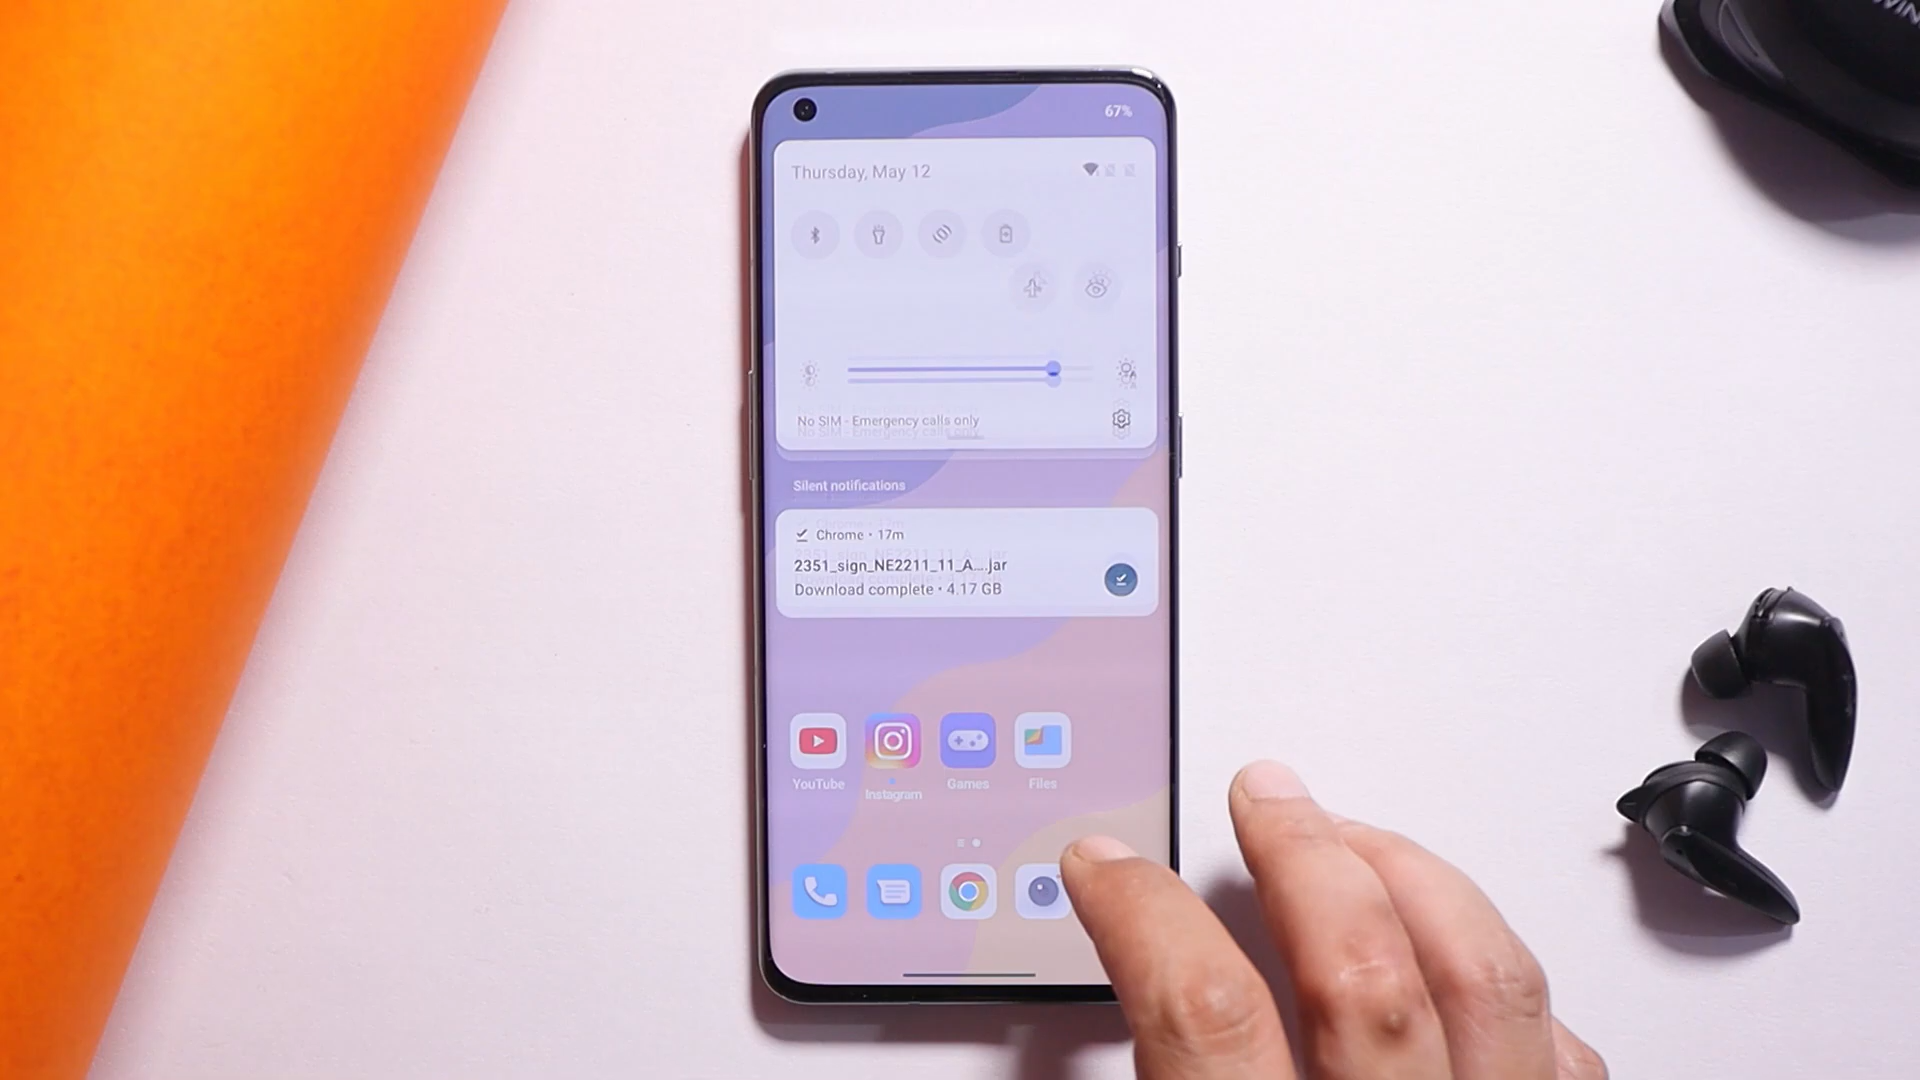 67%
Thursday, May 12
No SIM - Emergency calls only
Silent notifications
Chrome • 17m
2351_sign_NE2211_11_A....jar
Download complete • 4.17 GB
YouTube
Instagram
Games
Files